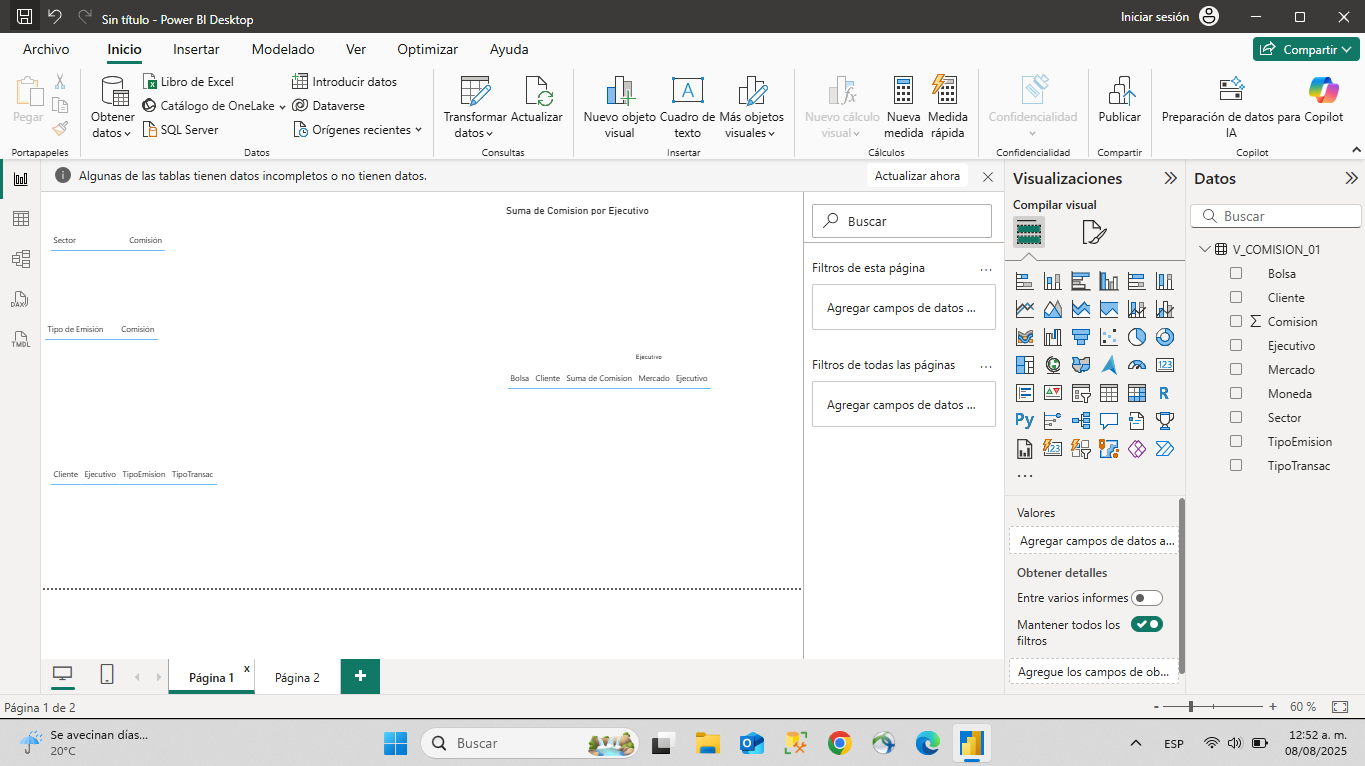 Sin título - Power BI Desktop
Iniciar sesión
Archivo
Inicio
Insertar
Modelado
Ver
Optimizar
Ayuda
Compartir
Pegar
Obtener datos
Libro de Excel
Catálogo de OneLake
SQL Server
Introducir datos
Dataverse
Orígenes recientes
Transformar datos
Actualizar
Nuevo objeto visual
Cuadro de texto
A
Más objetos visuales
Nuevo cálculo visual
Nueva medida
Medida rápida
Confidencialidad
Publicar
Preparación de datos para IA
Copilot
Portapapeles
Datos
Consultas
Insertar
Cálculos
Confidencialidad
Compartir
Copilot
Algunas de las tablas tienen datos incompletos o no tienen datos.
Actualizar ahora
Suma de Comision por Ejecutivo
Sector Comisión
Tipo de Emisión Comisión
Ejecutivo
Bolsa Cliente Suma de Comision Mercado Ejecutivo
Cliente Ejecutivo TipoEmision TipoTransac
Buscar
Filtros de esta página
Agregar campos de datos ...
Filtros de todas las páginas
Agregar campos de datos ...
Visualizaciones
Compilar visual
123
R
Py
123
Valores
Agregar campos de datos a...
Obtener detalles
Entre varios informes
Mantener todos los filtros
Agregue los campos de ob...
Datos
Buscar
V_COMISION_01
Bolsa
Cliente
Σ Comision
Ejecutivo
Mercado
Moneda
Sector
TipoEmision
TipoTransac
DAX
TMDL
Página 1
x
Página 2
+
Página 1 de 2
- + 60 %
Se avecinan días...
20°C
Buscar
ESP
12:52 a. m.
08/08/2025